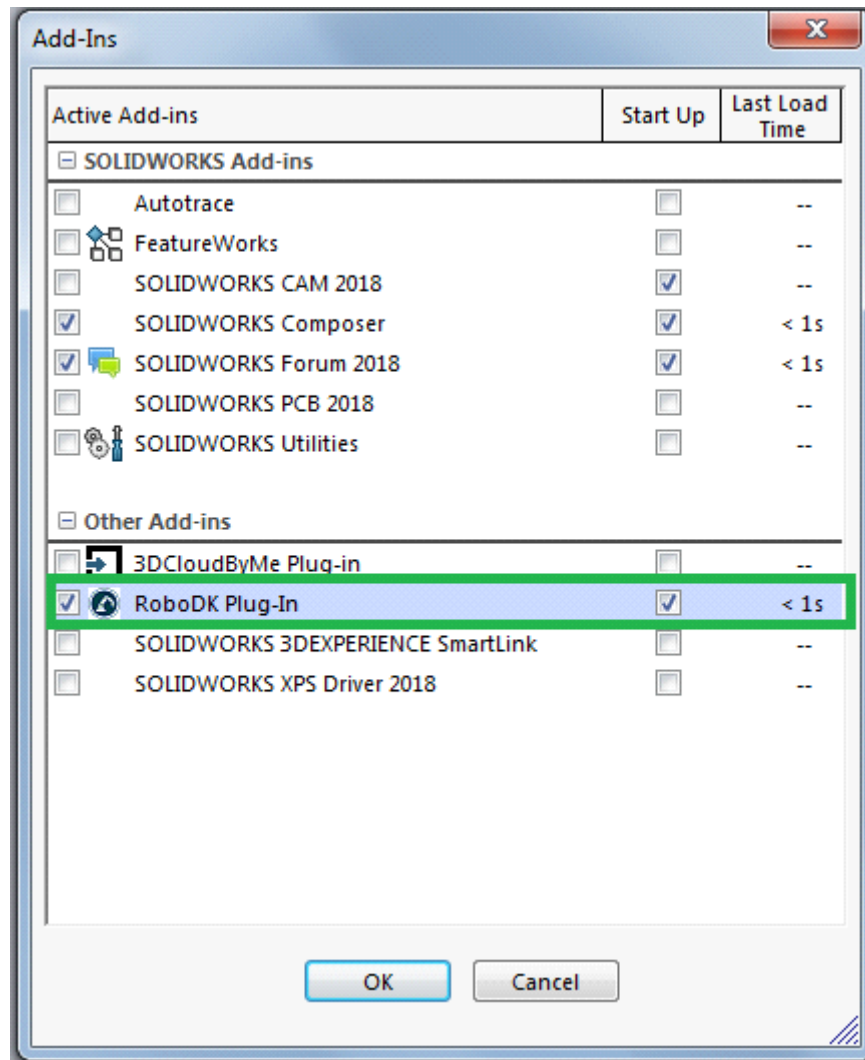 Add-Ins
Active Add-ins Start Up Last Load Time
SOLIDWORKS Add-ins
Autotrace --
FeatureWorks --
SOLIDWORKS CAM 2018 --
SOLIDWORKS Composer < 1s
SOLIDWORKS Forum 2018 < 1s
SOLIDWORKS PCB 2018 --
SOLIDWORKS Utilities --
Other Add-ins
3DCloudByMe Plug-in --
RoboDK Plug-In < 1s
SOLIDWORKS 3DEXPERIENCE SmartLink --
SOLIDWORKS XPS Driver 2018 --
OK Cancel